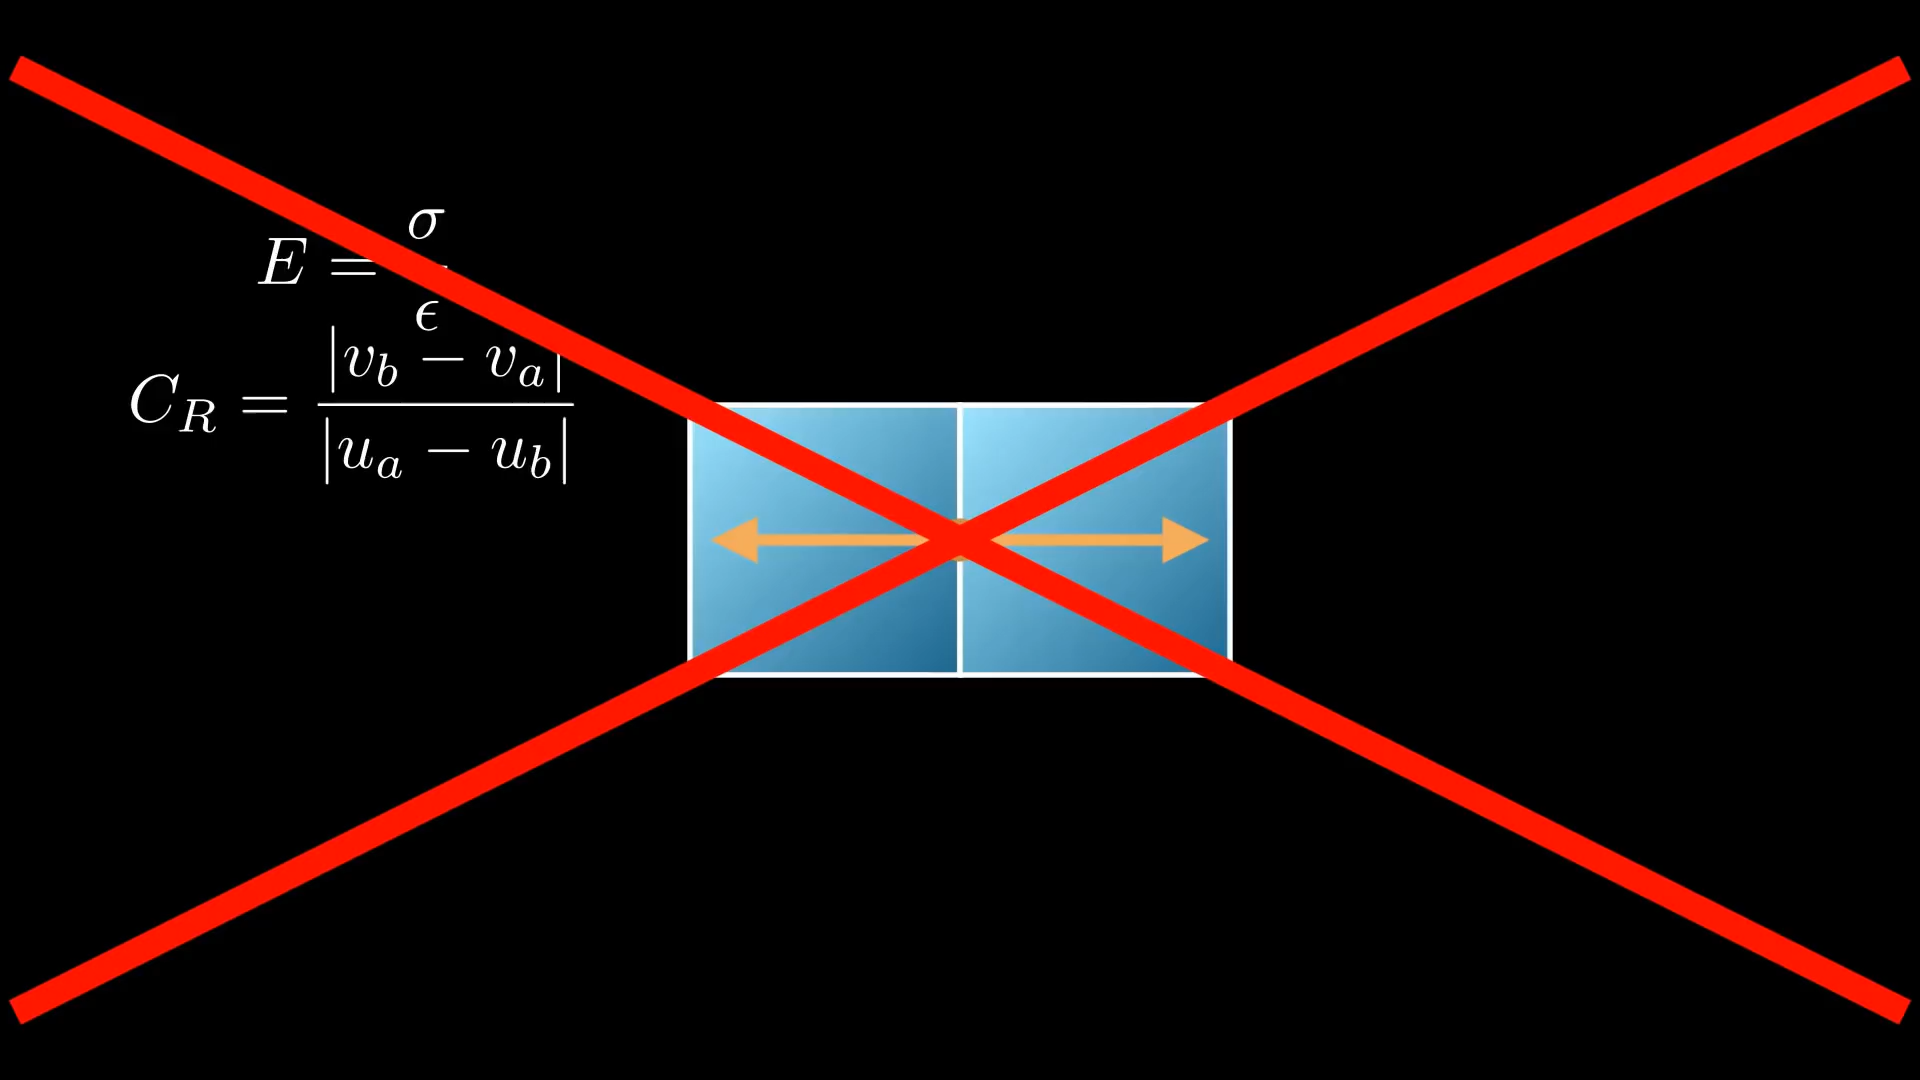 E = σ/ϵ
C_R = |v_b − v_a|/|u_a − u_b|